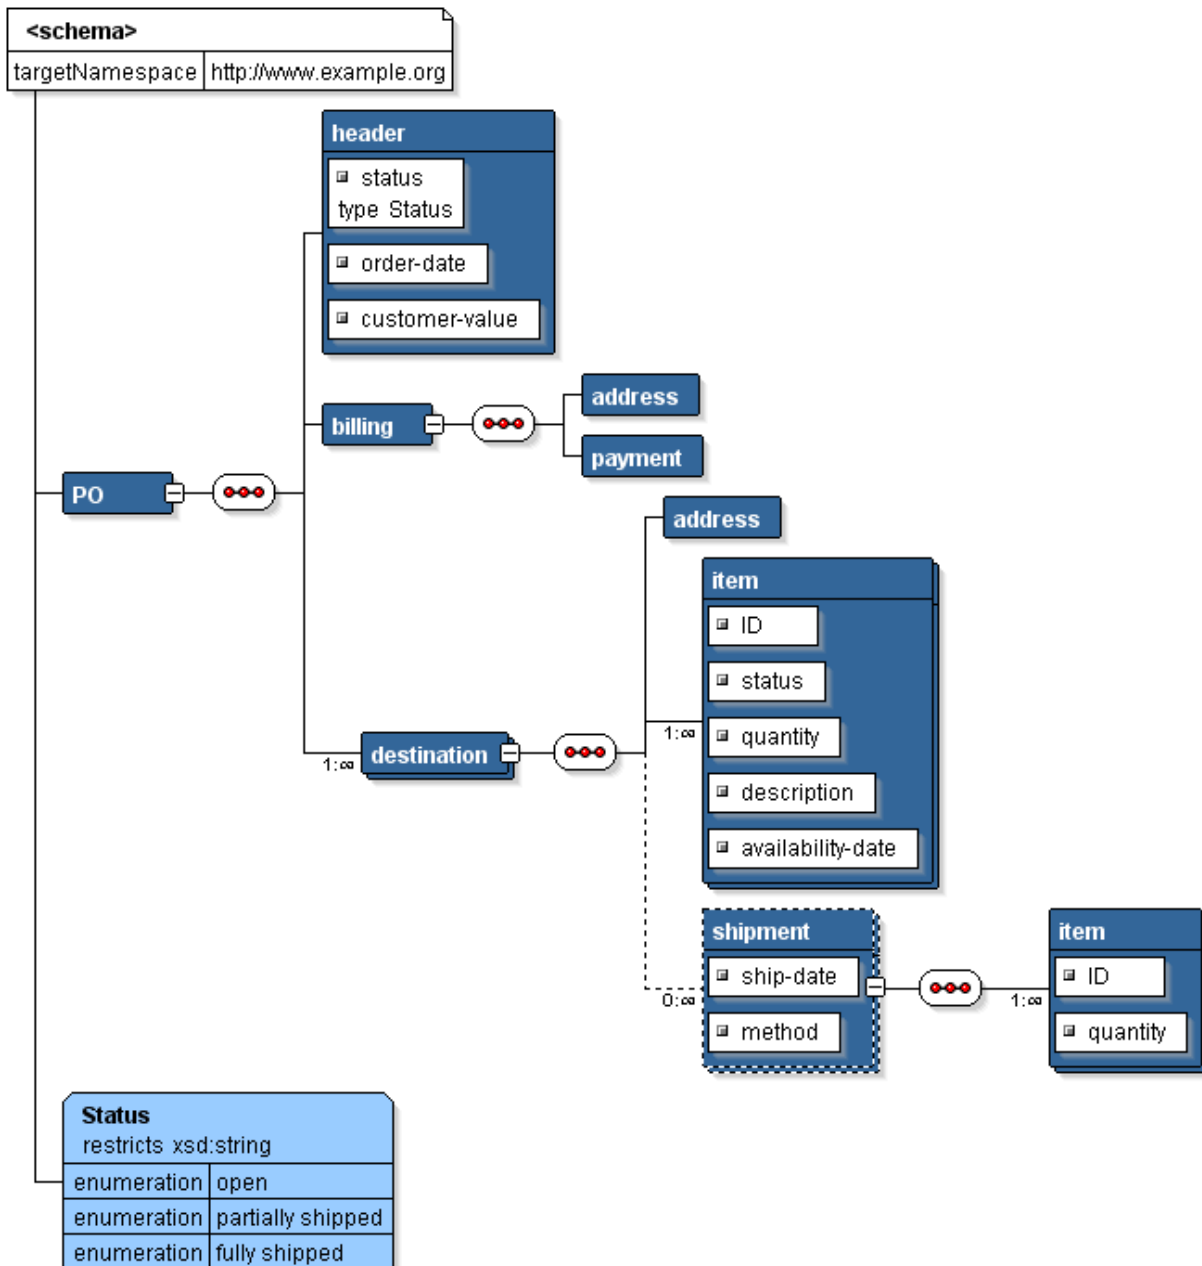 <schema>
targetNamespace http://www.example.org
header
status
type Status
order-date
customer-value
billing
address
payment
PO
address
item
ID
status
1:∞
quantity
destination
1:∞
description
availability-date
shipment
item
ship-date
ID
0:∞
1:∞
method
quantity
Status
restricts xsd:string
enumeration open
enumeration partially shipped
enumeration fully shipped